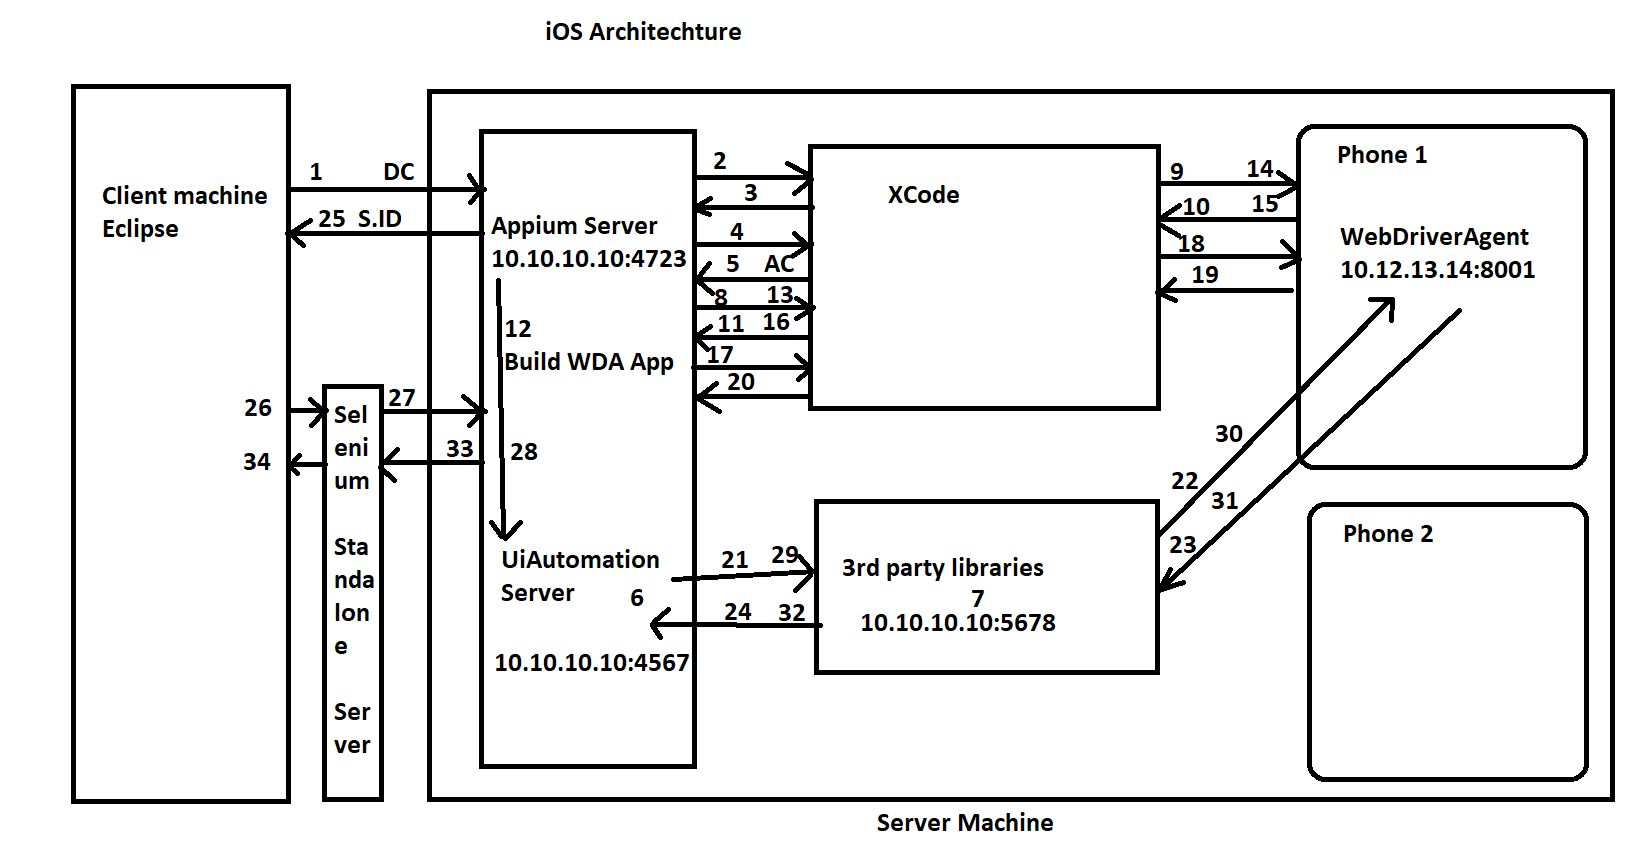 iOS Architechture
Client machine
Eclipse
1 DC
25 S.ID
26
34
Sel
eni
um
Sta
nda
lon
e
Ser
ver
27
33
Appium Server
10.10.10.10:4723
12
Build WDA App
28
UiAutomation
Server
6
10.10.10.10:4567
2
3
4
5 AC
8 13
11 16
17
20
XCode
9 14
10 15
18
19
Phone 1
WebDriverAgent
10.12.13.14:8001
30
22
31
23
21 29
24 32
3rd party libraries
7
10.10.10.10:5678
Phone 2
Server Machine